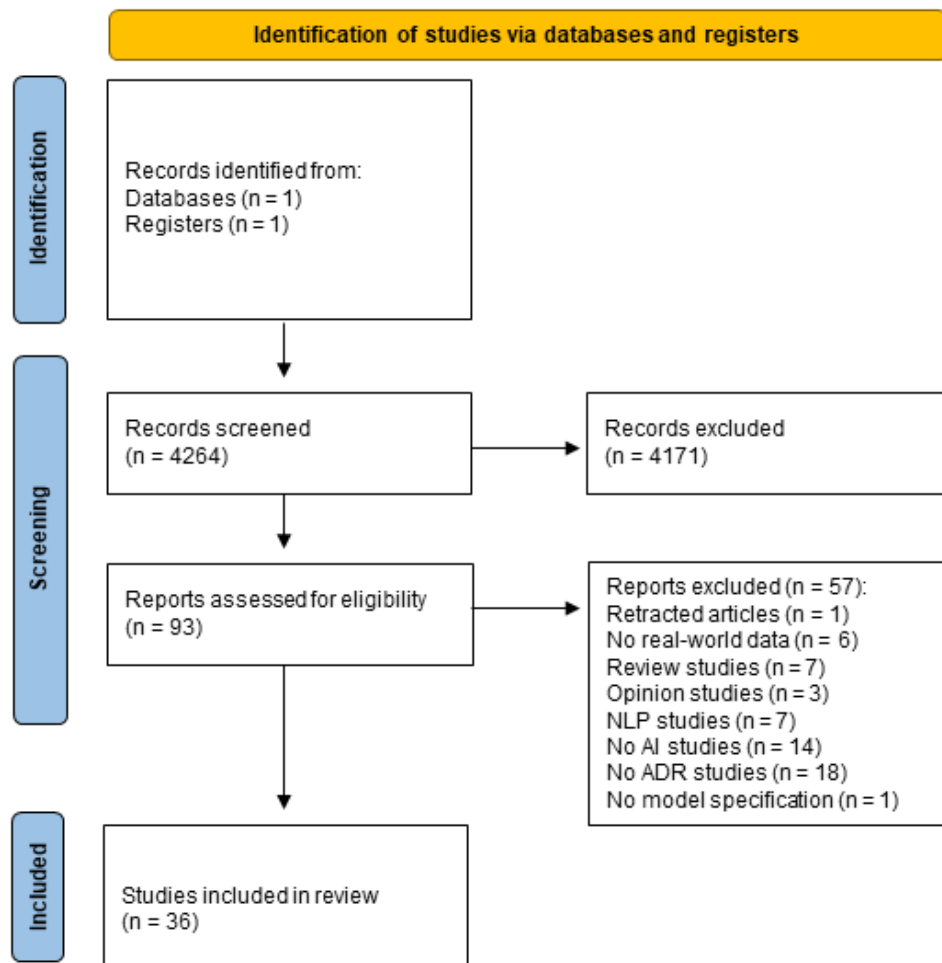 Identification of studies via databases and registers
Identification
Records identified from:
Databases (n = 1)
Registers (n = 1)
Screening
Records screened
(n = 4264)
Records excluded
(n = 4171)
Reports assessed for eligibility
(n = 93)
Reports excluded (n = 57):
Retracted articles (n = 1)
No real-world data (n = 6)
Review studies (n = 7)
Opinion studies (n = 3)
NLP studies (n = 7)
No AI studies (n = 14)
No ADR studies (n = 18)
No model specification (n = 1)
Included
Studies included in review
(n = 36)